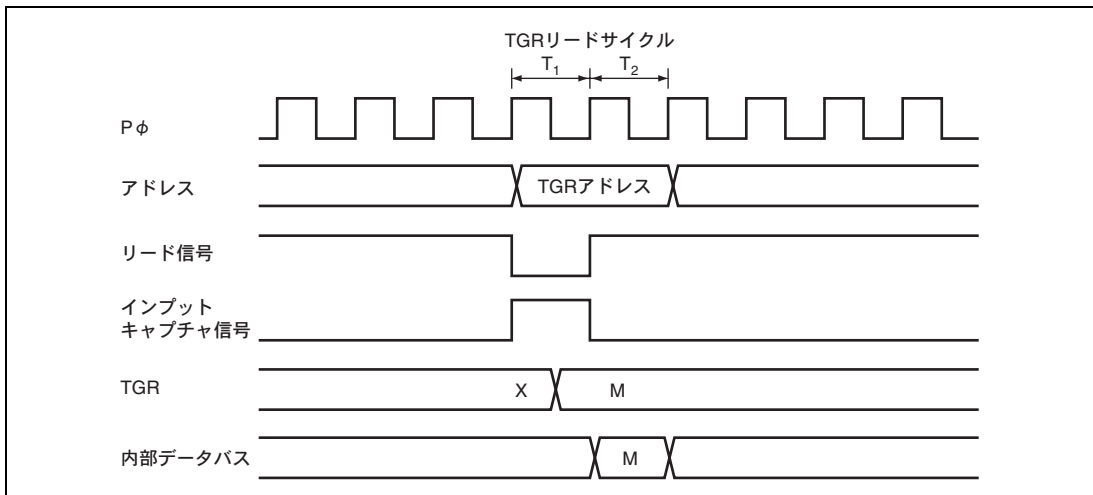 TGRリードサイクル
T1 T2
Pφ
アドレス TGRアドレス
リード信号
インプット
キャプチャ信号
TGR X M
内部データバス M